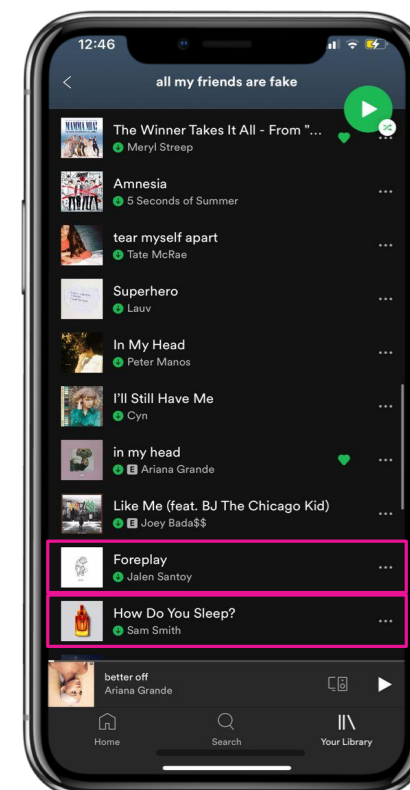 12:46
all my friends are fake
MAMMA MIA!
The Winner Takes It All - From "...
Meryl Streep
Amnesia
5 Seconds of Summer
tear myself apart
Tate McRae
Superhero
Lauv
In My Head
Peter Manos
I'll Still Have Me
Cyn
in my head
E Ariana Grande
Like Me (feat. BJ The Chicago Kid)
E Joey Bada$$
Foreplay
Jalen Santoy
How Do You Sleep?
Sam Smith
better off
Ariana Grande
Home
Search
Your Library